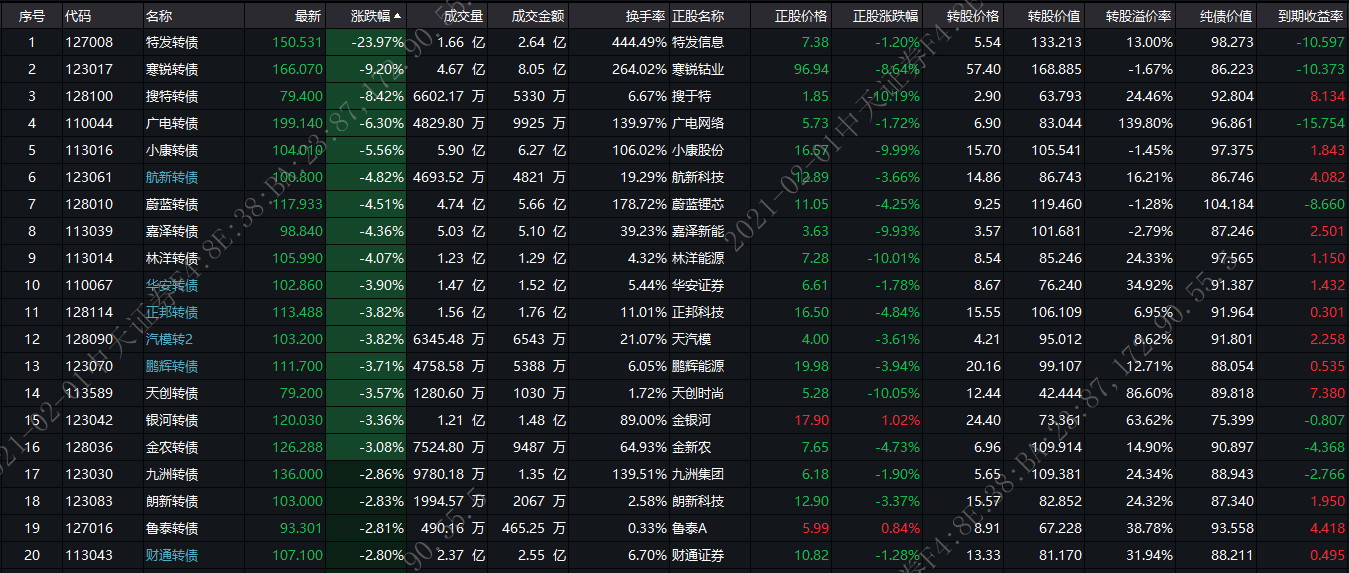 序号 代码 名称 最新 涨跌幅 成交量 成交金额 换手率 正股名称 正股价格 正股涨跌幅 转股价格 转股价值 转股溢价率 纯债价值 到期收益率
1 127008 特发转债 150.531 -23.97% 1.66 亿 2.64 亿 444.49% 特发信息 7.38 -1.20% 5.54 133.213 13.00% 98.273 -10.597
2 123017 寒锐转债 166.070 -9.20% 4.67 亿 8.05 亿 264.02% 寒锐钴业 96.94 -8.64% 57.40 168.885 -1.67% 86.223 -10.373
3 128100 搜特转债 79.400 -8.42% 6602.17 万 5330 万 6.67% 搜于特 1.85 -10.19% 2.90 63.793 24.46% 92.804 8.134
4 110044 广电转债 199.140 -6.30% 4829.80 万 9925 万 139.97% 广电网络 5.73 -1.72% 6.90 83.044 139.80% 96.861 -15.754
5 113016 小康转债 104.010 -5.56% 5.90 亿 6.27 亿 106.02% 小康股份 16.57 -9.99% 15.70 105.541 -1.45% 97.375 1.843
6 123061 航新转债 100.800 -4.82% 4693.52 万 4821 万 19.29% 航新科技 12.89 -3.66% 14.86 86.743 16.21% 86.746 4.082
7 128010 蔚蓝转债 117.933 -4.51% 4.74 亿 5.66 亿 178.72% 蔚蓝锂芯 11.05 -4.25% 9.25 119.460 -1.28% 104.184 -8.660
8 113039 嘉泽转债 98.840 -4.36% 5.03 亿 5.10 亿 39.23% 嘉泽新能 3.63 -9.93% 3.57 101.681 -2.79% 87.246 2.501
9 113014 林洋转债 105.990 -4.07% 1.23 亿 1.29 亿 4.32% 林洋能源 7.28 -10.01% 8.54 85.246 24.33% 97.565 1.150
10 110067 华安转债 102.860 -3.90% 1.47 亿 1.52 亿 5.44% 华安证券 6.61 -1.78% 8.67 76.240 34.92% 91.387 1.432
11 128114 正邦转债 113.488 -3.82% 1.56 亿 1.76 亿 11.01% 正邦科技 16.50 -4.84% 15.55 106.109 6.95% 91.964 0.301
12 128090 汽模转2 103.200 -3.82% 6345.48 万 6543 万 21.07% 天汽模 4.00 -3.61% 4.21 95.012 8.62% 91.801 2.258
13 123070 鹏辉转债 111.700 -3.71% 4758.58 万 5388 万 6.05% 鹏辉能源 19.98 -3.94% 20.16 99.107 12.71% 88.054 0.535
14 113589 天创转债 79.200 -3.57% 1280.60 万 1030 万 1.72% 天创时尚 5.28 -10.05% 12.44 42.444 86.60% 89.818 7.380
15 123042 银河转债 120.030 -3.36% 1.21 亿 1.48 亿 89.00% 金银河 17.90 1.02% 24.40 73.361 63.62% 75.399 -0.807
16 128036 金农转债 126.288 -3.08% 7524.80 万 9487 万 64.93% 金新农 7.65 -4.73% 6.96 109.914 14.90% 90.897 -4.368
17 123030 九洲转债 136.000 -2.86% 9780.18 万 1.35 亿 139.51% 九洲集团 6.18 -1.90% 5.65 109.381 24.34% 88.943 -2.766
18 123083 朗新转债 103.000 -2.83% 1994.57 万 2067 万 2.58% 朗新科技 12.90 -3.37% 15.57 82.852 24.32% 87.340 1.950
19 127016 鲁泰转债 93.301 -2.81% 490.16 万 465.25 万 0.33% 鲁泰A 5.99 0.84% 8.91 67.228 38.78% 93.558 4.418
20 113043 财通转债 107.100 -2.80% 2.37 亿 2.55 亿 6.70% 财通证券 10.82 -1.28% 13.33 81.170 31.94% 88.211 0.495